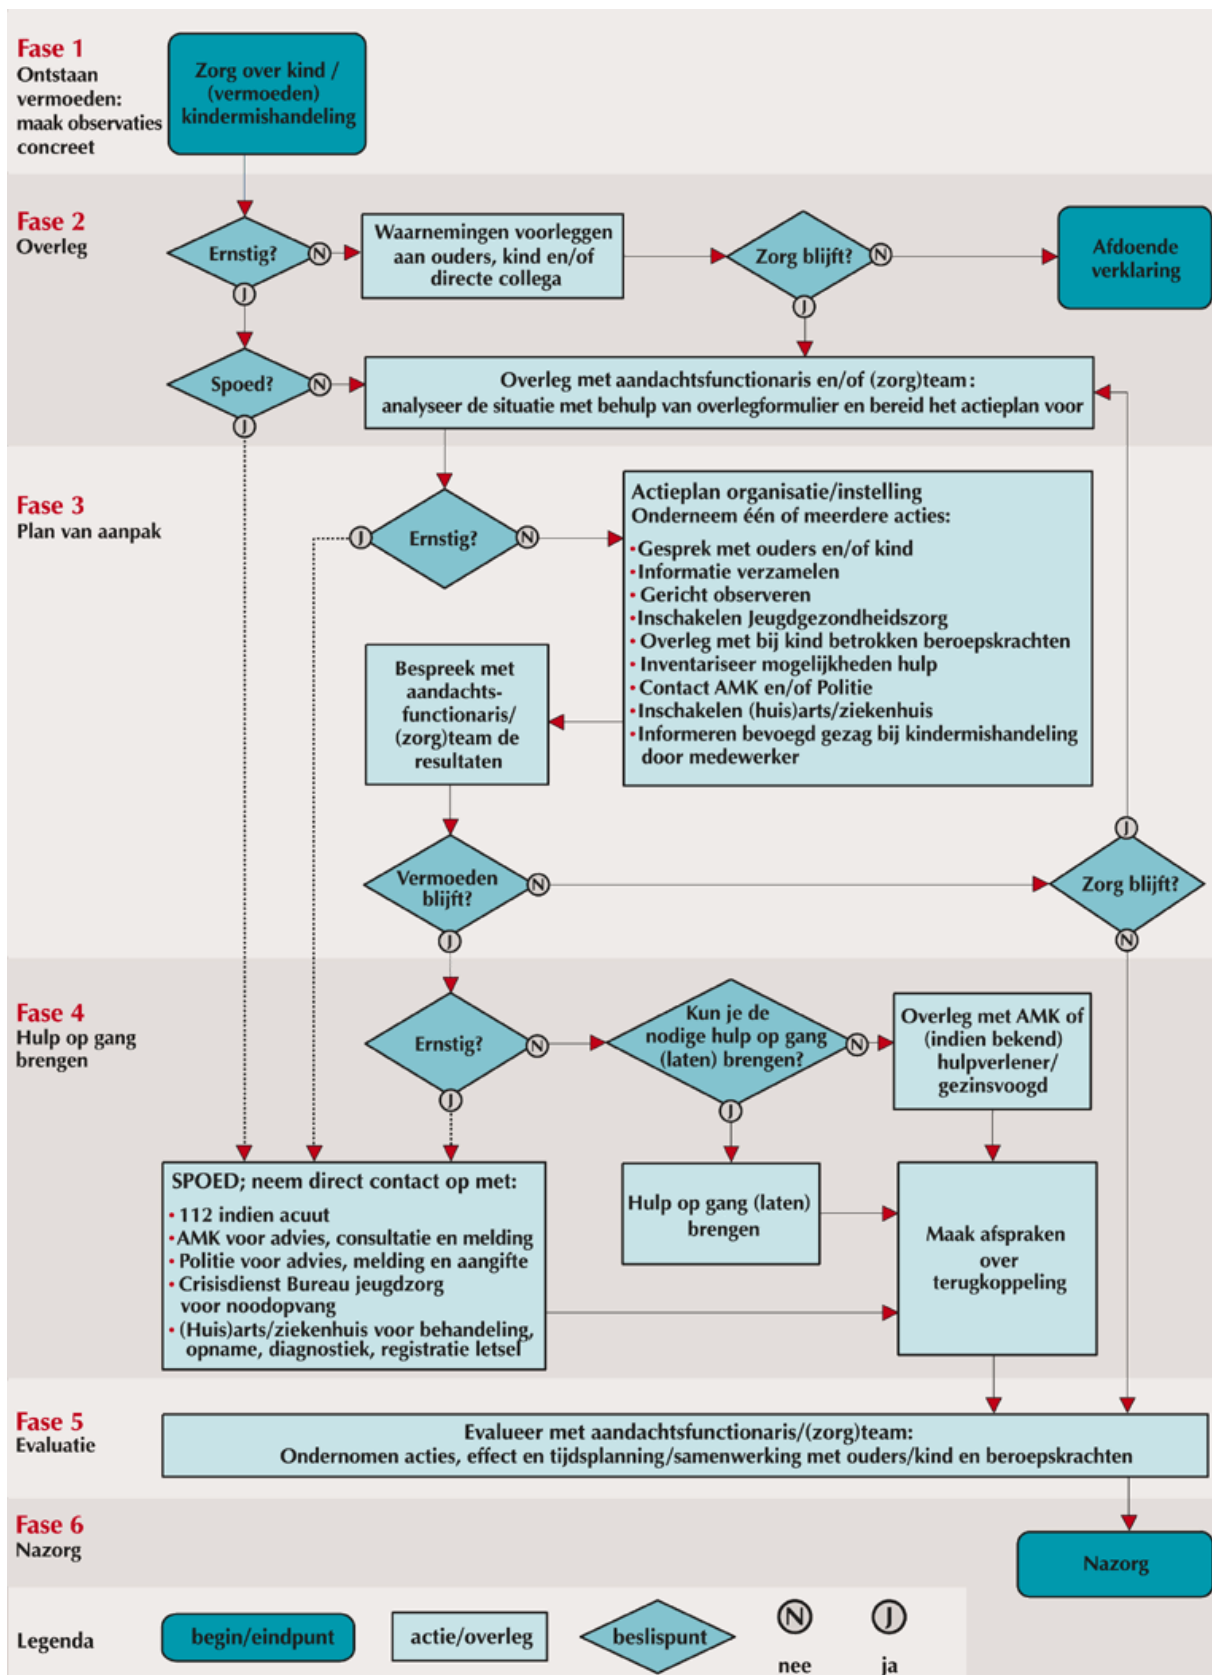 Fase 1
Ontstaan
vermoeden:
maak observaties
concreet
Zorg over kind /
(vermoeden)
kindermishandeling
Fase 2
Overleg
Ernstig?
N
J
Waarnemingen voorleggen
aan ouders, kind en/of
directe collega
Zorg blijft?
N
J
Afdoende
verklaring
Spoed?
N
J
Overleg met aandachtsfunctionaris en/of (zorg)team:
analyseer de situatie met behulp van overlegformulier en bereid het actieplan voor
Fase 3
Plan van aanpak
J
Ernstig?
N
Actieplan organisatie/instelling
Onderneem één of meerdere acties:
• Gesprek met ouders en/of kind
• Informatie verzamelen
• Gericht observeren
• Inschakelen Jeugdgezondheidszorg
• Overleg met bij kind betrokken beroepskrachten
• Inventariseer mogelijkheden hulp
• Contact AMK en/of Politie
• Inschakelen (huis)arts/ziekenhuis
• Informeren bevoegd gezag bij kindermishandeling
door medewerker
Bespreek met
aandachts-
functionaris/
(zorg)team de
resultaten
Vermoeden
blijft?
N
J
J
Zorg blijft?
N
Fase 4
Hulp op gang
brengen
Ernstig?
N
J
Kun je de
nodige hulp op gang
(laten) brengen?
N
J
Overleg met AMK of
(indien bekend)
hulpverlener/
gezinsvoogd
SPOED; neem direct contact op met:
• 112 indien acuut
• AMK voor advies, consultatie en melding
• Politie voor advies, melding en aangifte
• Crisisdienst Bureau jeugdzorg
voor noodopvang
• (Huis)arts/ziekenhuis voor behandeling,
opname, diagnostiek, registratie letsel
Hulp op gang (laten)
brengen
Maak afspraken
over
terugkoppeling
Fase 5
Evaluatie
Evalueer met aandachtsfunctionaris/(zorg)team:
Ondernomen acties, effect en tijdsplanning/samenwerking met ouders/kind en beroepskrachten
Fase 6
Nazorg
Nazorg
Legenda
begin/eindpunt
actie/overleg
beslispunt
N
nee
J
ja